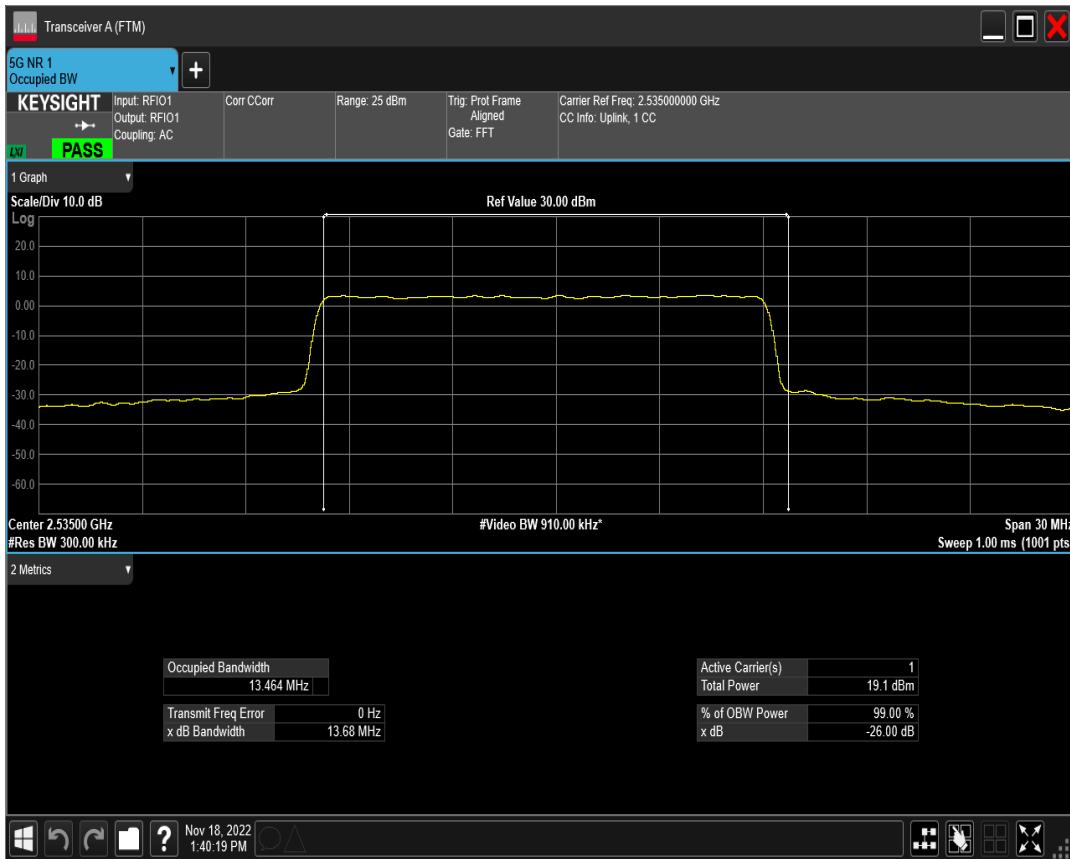 Transceiver A (FTM)
5G NR 1
Occupied BW
KEYSIGHT
LXI
PASS
Input: RFIO1
Output: RFIO1
Coupling: AC
Corr CCorr
Range: 25 dBm
Trig: Prot Frame
Aligned
Gate: FFT
Carrier Ref Freq: 2.535000000 GHz
CC Info: Uplink, 1 CC
1 Graph
Scale/Div 10.0 dB
Ref Value 30.00 dBm
Log
20.0
10.0
0.00
-10.0
-20.0
-30.0
-40.0
-50.0
-60.0
Center 2.53500 GHz
#Video BW 910.00 kHz*
Span 30 MHz
#Res BW 300.00 kHz
Sweep 1.00 ms (1001 pts
2 Metrics
Occupied Bandwidth
13.464 MHz
Transmit Freq Error 0 Hz
x dB Bandwidth 13.68 MHz
Active Carrier(s) 1
Total Power 19.1 dBm
% of OBW Power 99.00 %
x dB -26.00 dB
?
Nov 18, 2022
1:40:19 PM